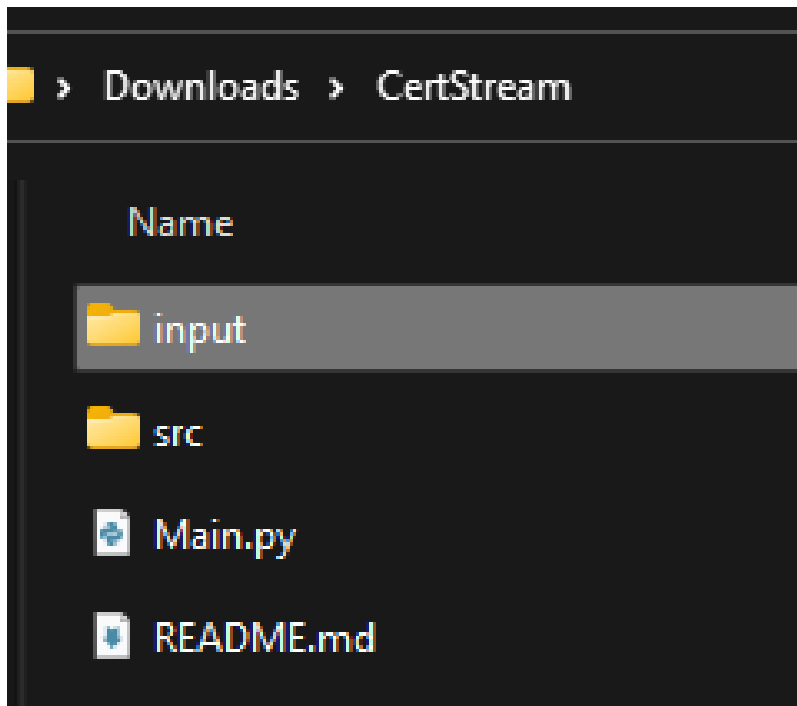 Downloads > CertStream
Name
input
src
Main.py
README.md